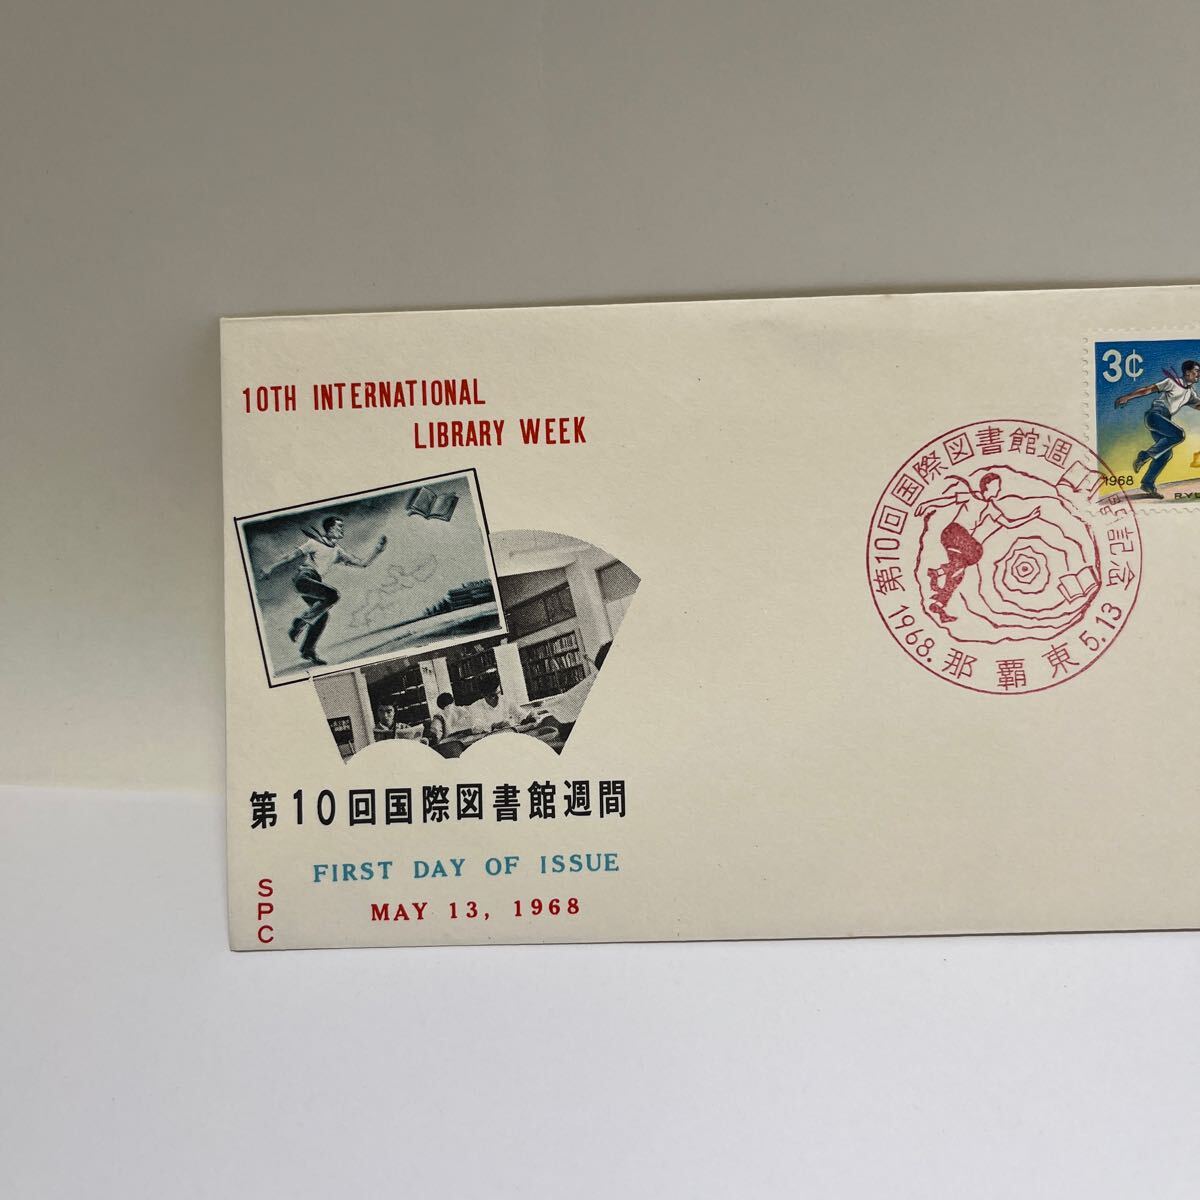 10TH INTERNATIONAL
LIBRARY WEEK
第10回国際図書館週間
FIRST DAY OF ISSUE
MAY 13, 1968
SPC
3¢
1968
第10回国際図書館週間記念
1968. 那覇東 5.13